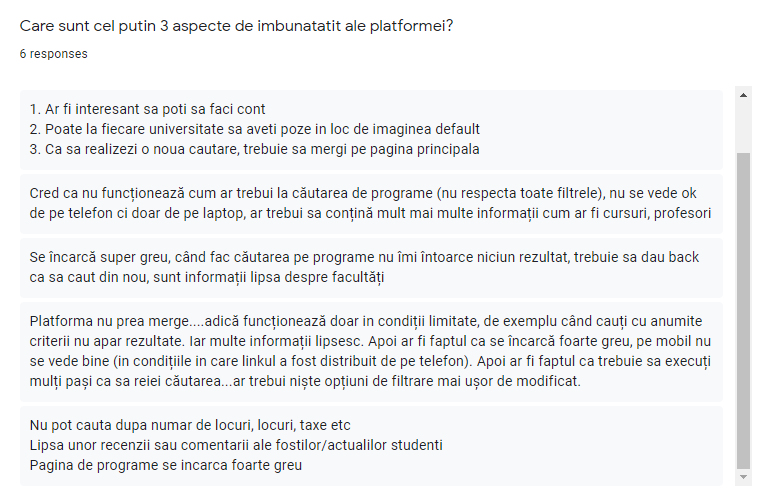 Care sunt cel putin 3 aspecte de imbunatatit ale platformei?
6 responses
1. Ar fi interesant sa poti sa faci cont
2. Poate la fiecare universitate sa aveti poze in loc de imaginea default
3. Ca sa realizezi o noua cautare, trebuie sa mergi pe pagina principala
Cred ca nu funcționează cum ar trebui la căutarea de programe (nu respecta toate filtrele), nu se vede ok
de pe telefon ci doar de pe laptop, ar trebui sa conțină mult mai multe informații cum ar fi cursuri, profesori
Se încarcă super greu, când fac căutarea pe programe nu îmi întoarce niciun rezultat, trebuie sa dau back
ca sa caut din nou, sunt informații lipsa despre facultăți
Platforma nu prea merge....adică funcționează doar in condiții limitate, de exemplu când cauți cu anumite
criterii nu apar rezultate. Iar multe informații lipsesc. Apoi ar fi faptul ca se încarcă foarte greu, pe mobil nu
se vede bine (in condițiile in care linkul a fost distribuit de pe telefon). Apoi ar fi faptul ca trebuie sa execuți
mulți pași ca sa reiei căutarea...ar trebui niște opțiuni de filtrare mai ușor de modificat.
Nu pot cauta dupa numar de locuri, locuri, taxe etc
Lipsa unor recenzii sau comentarii ale fostilor/actualilor studenti
Pagina de programe se incarca foarte greu